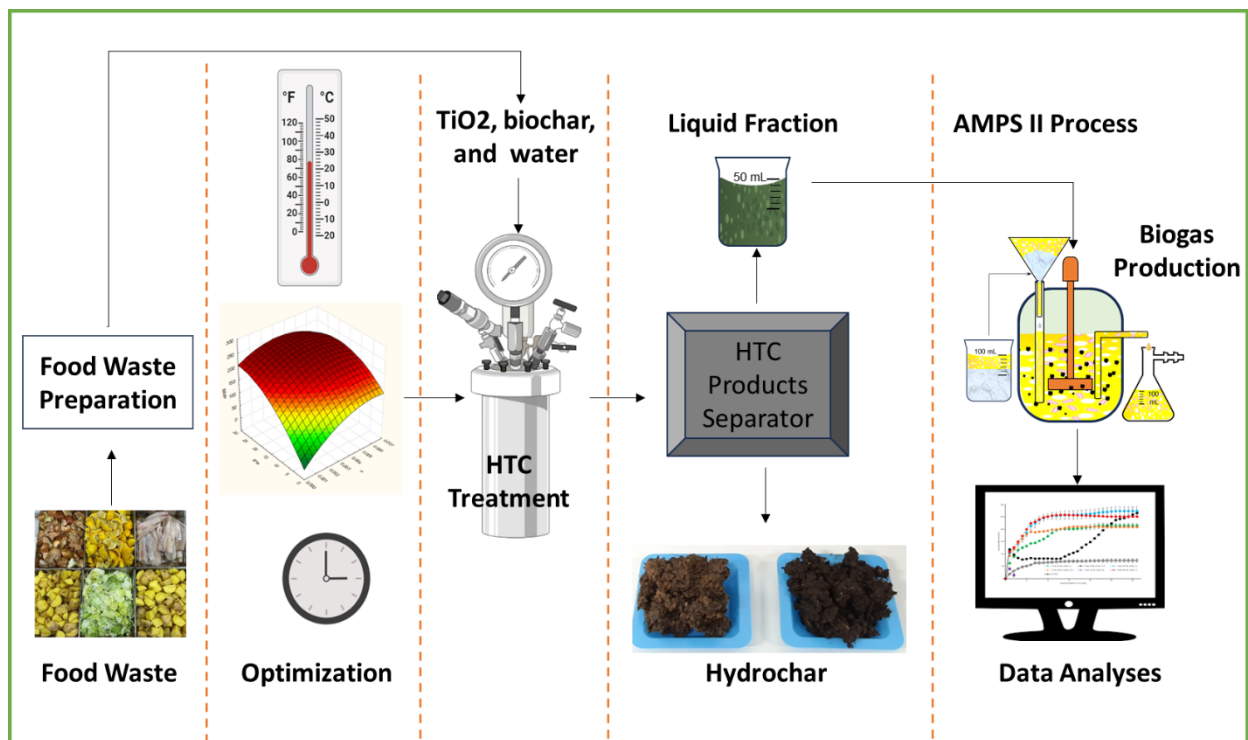 Food Waste
Preparation
Food Waste
°F
°C
120
100
80
60
40
20
0
50
40
30
20
10
0
10
20
Optimization
TiO2, biochar,
and water
HTC
Treatment
Liquid Fraction
50 mL
HTC
Products
Separator
Hydrochar
AMPS II Process
Biogas
Production
100 mL
100
mL
Data Analyses